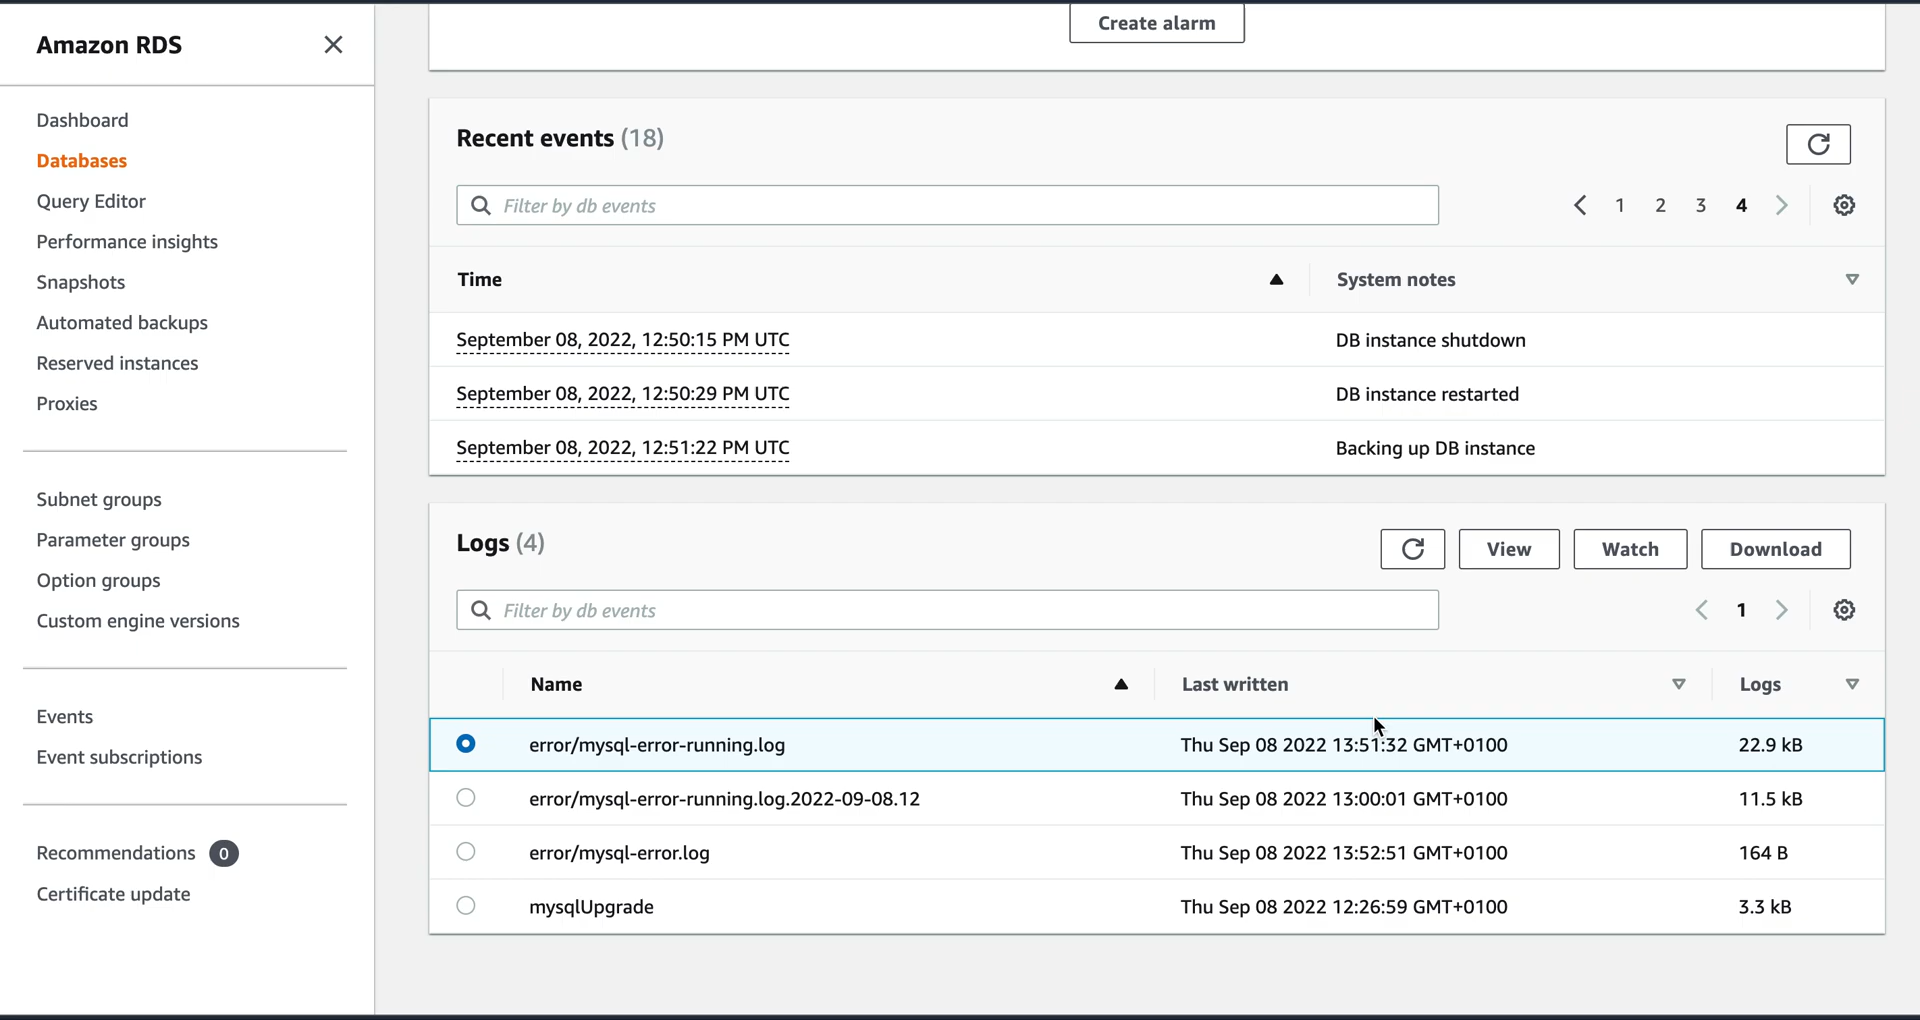 Create alarm
Amazon RDS
Dashboard
Databases
Query Editor
Performance insights
Snapshots
Automated backups
Reserved instances
Proxies
Subnet groups
Parameter groups
Option groups
Custom engine versions
Events
Event subscriptions
Recommendations 0
Certificate update
Recent events (18)
Filter by db events
1 2 3 4
Time System notes
September 08, 2022, 12:50:15 PM UTC DB instance shutdown
September 08, 2022, 12:50:29 PM UTC DB instance restarted
September 08, 2022, 12:51:22 PM UTC Backing up DB instance
Logs (4) View Watch Download
Filter by db events 1
Name Last written Logs
error/mysql-error-running.log Thu Sep 08 2022 13:51:32 GMT+0100 22.9 kB
error/mysql-error-running.log.2022-09-08.12 Thu Sep 08 2022 13:00:01 GMT+0100 11.5 kB
error/mysql-error.log Thu Sep 08 2022 13:52:51 GMT+0100 164 B
mysqlUpgrade Thu Sep 08 2022 12:26:59 GMT+0100 3.3 kB